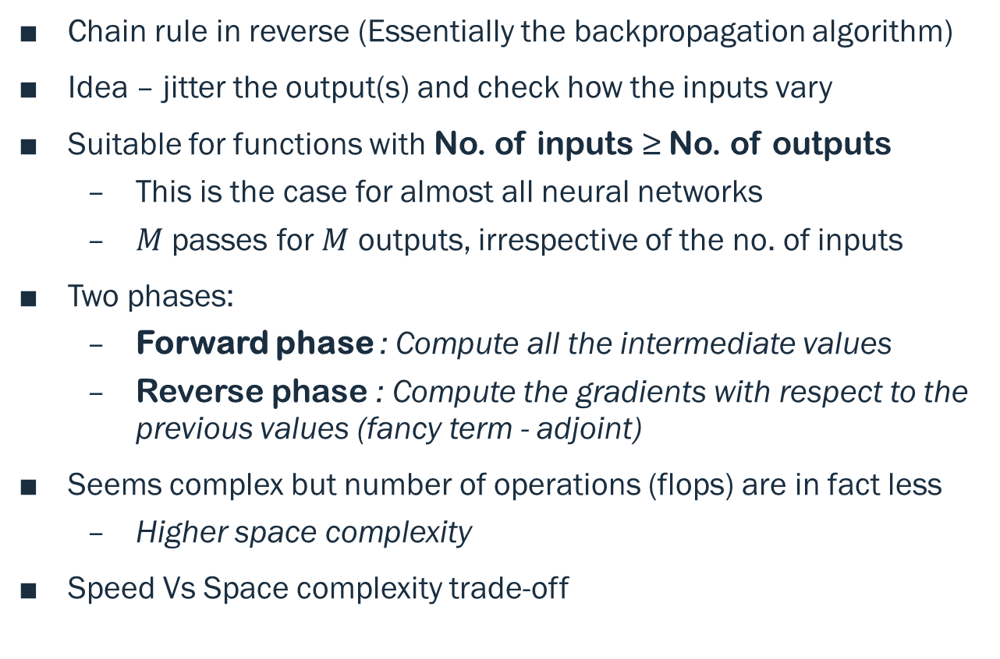 ■ Chain rule in reverse (Essentially the backpropagation algorithm)
■ Idea – jitter the output(s) and check how the inputs vary
■ Suitable for functions with No. of inputs ≥ No. of outputs
– This is the case for almost all neural networks
– M passes for M outputs, irrespective of the no. of inputs
■ Two phases:
– Forward phase : Compute all the intermediate values
– Reverse phase : Compute the gradients with respect to the
previous values (fancy term - adjoint)
■ Seems complex but number of operations (flops) are in fact less
– Higher space complexity
■ Speed Vs Space complexity trade-off